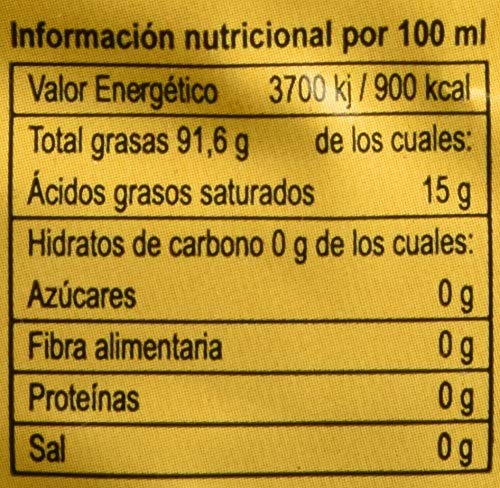 Información nutricional por 100 ml
Valor Energético 3700 kj / 900 kcal
Total grasas 91,6 g de los cuales:
Ácidos grasos saturados 15 g
Hidratos de carbono 0 g de los cuales:
Azúcares 0 g
Fibra alimentaria 0 g
Proteínas 0 g
Sal 0 g